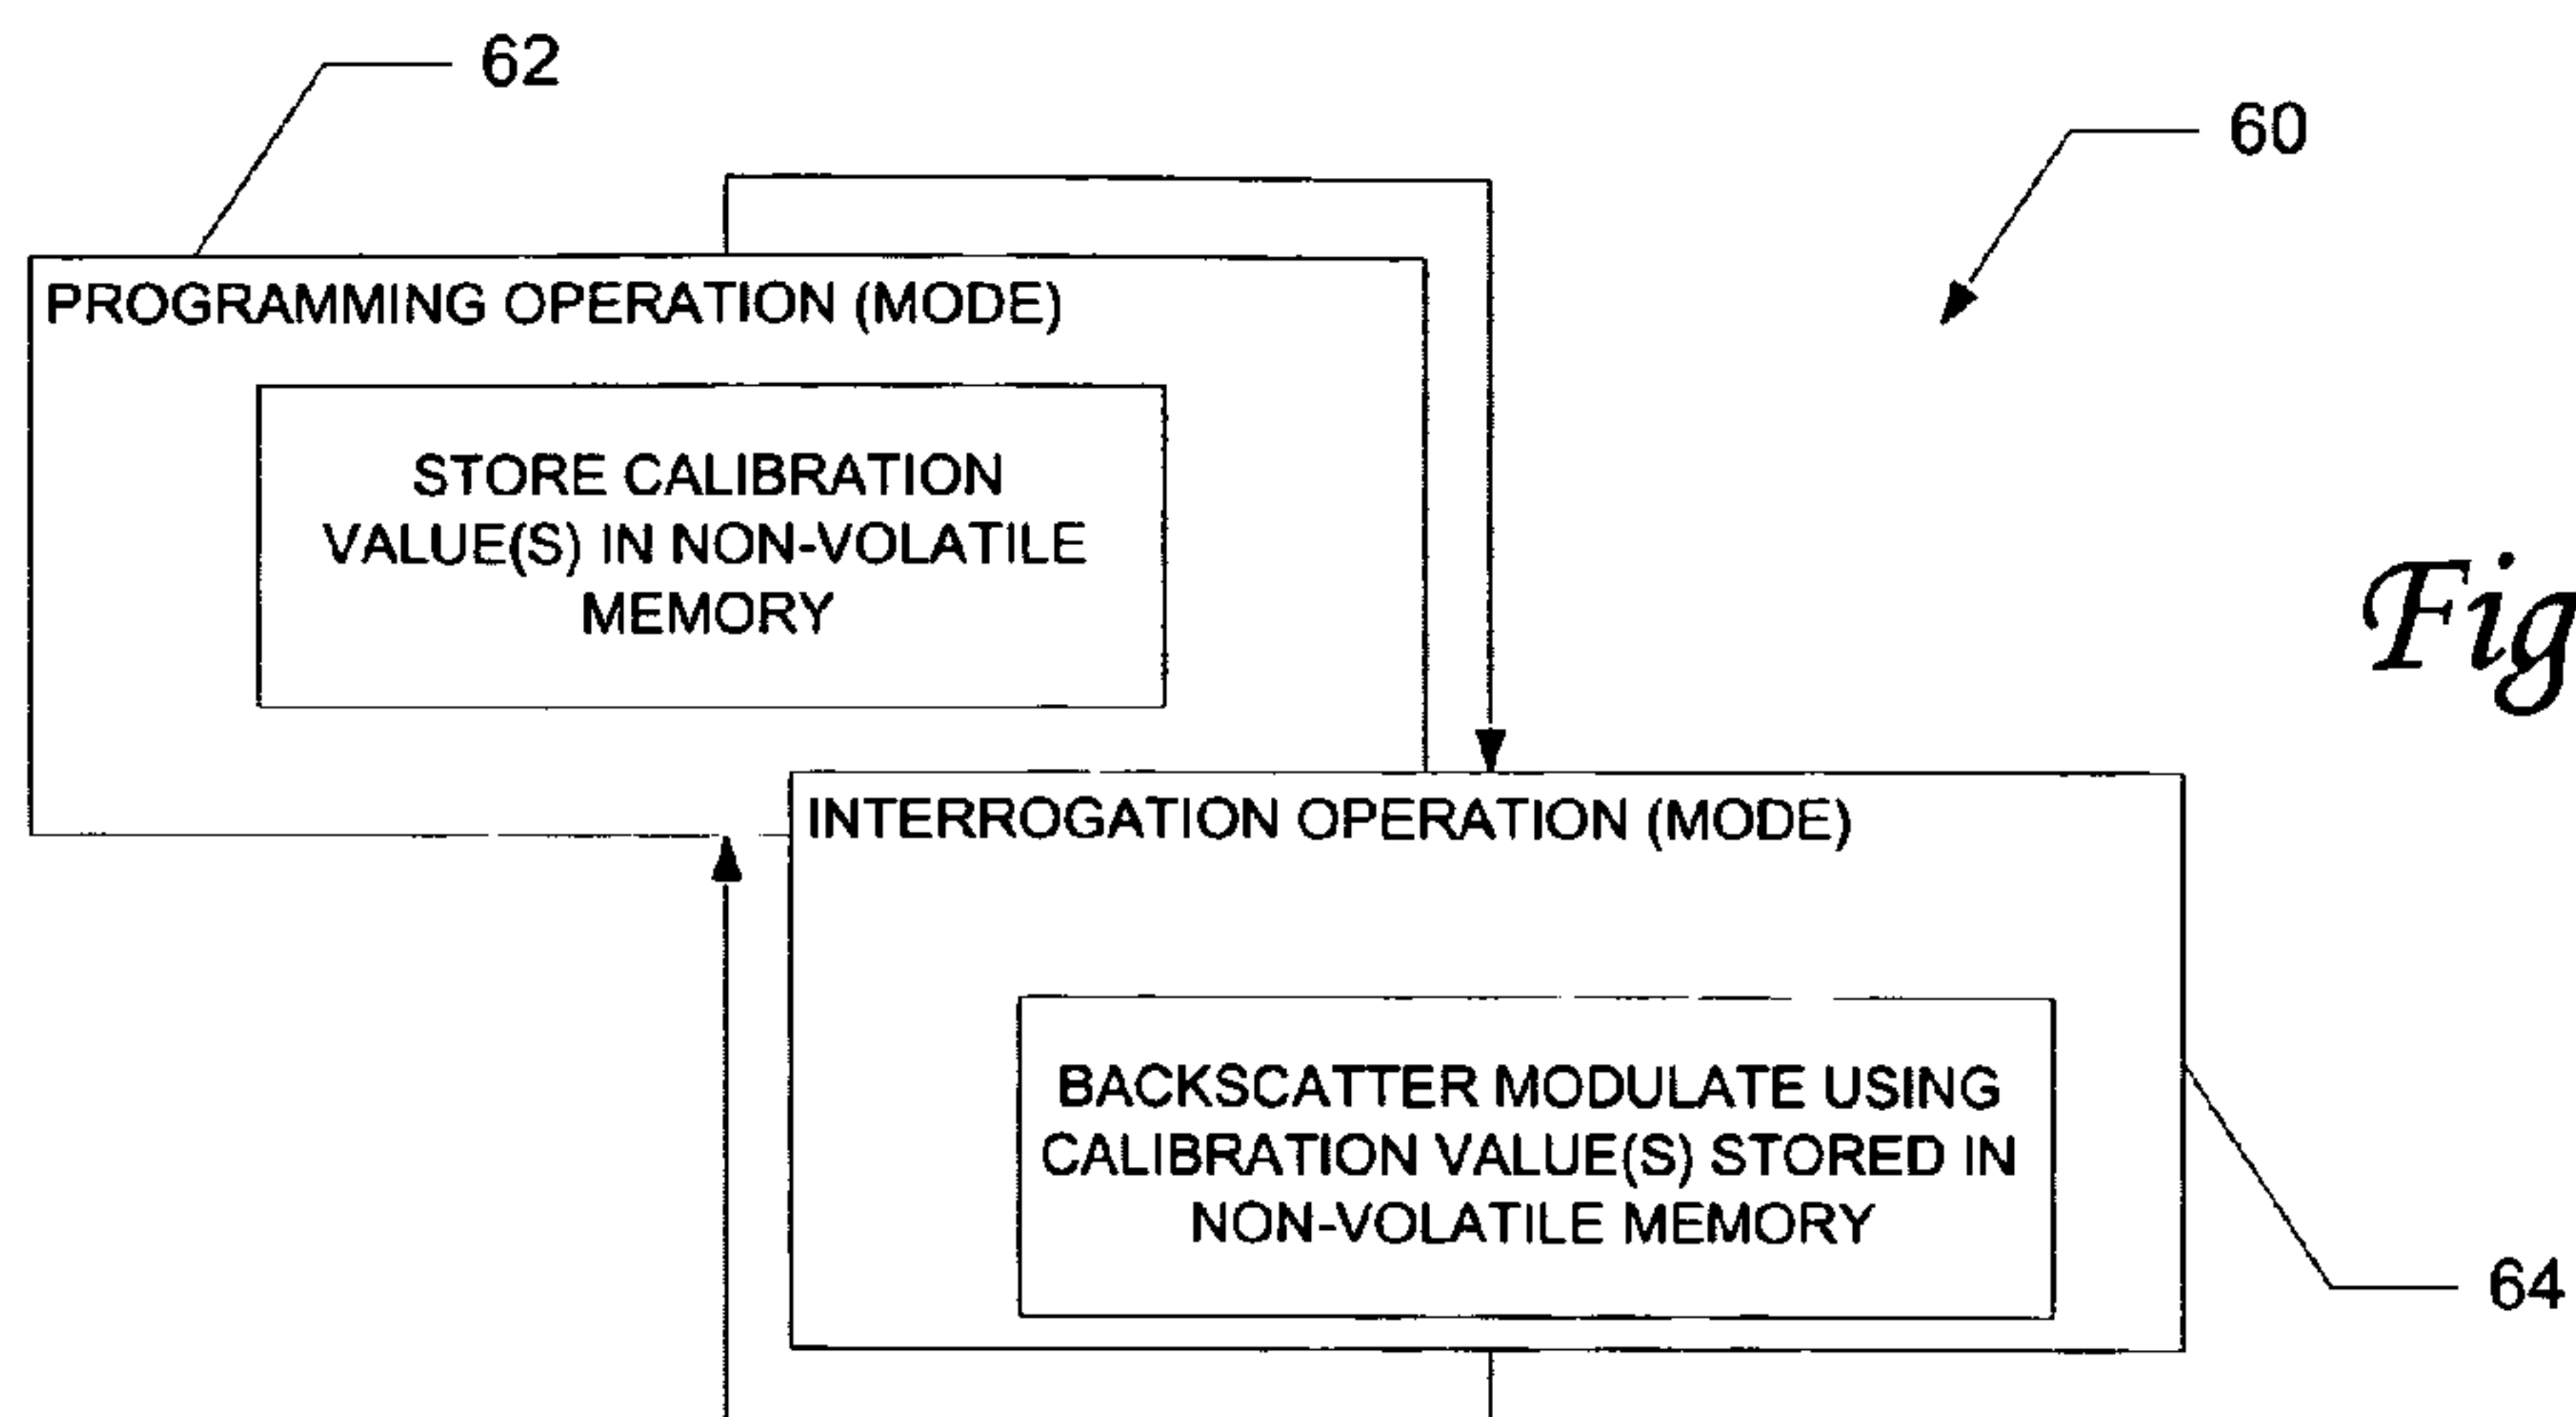 62
60
PROGRAMMING OPERATION (MODE)
STORE CALIBRATION
VALUE(S) IN NON-VOLATILE
MEMORY
Fig
INTERROGATION OPERATION (MODE)
BACKSCATTER MODULATE USING
CALIBRATION VALUE(S) STORED IN
NON-VOLATILE MEMORY
64